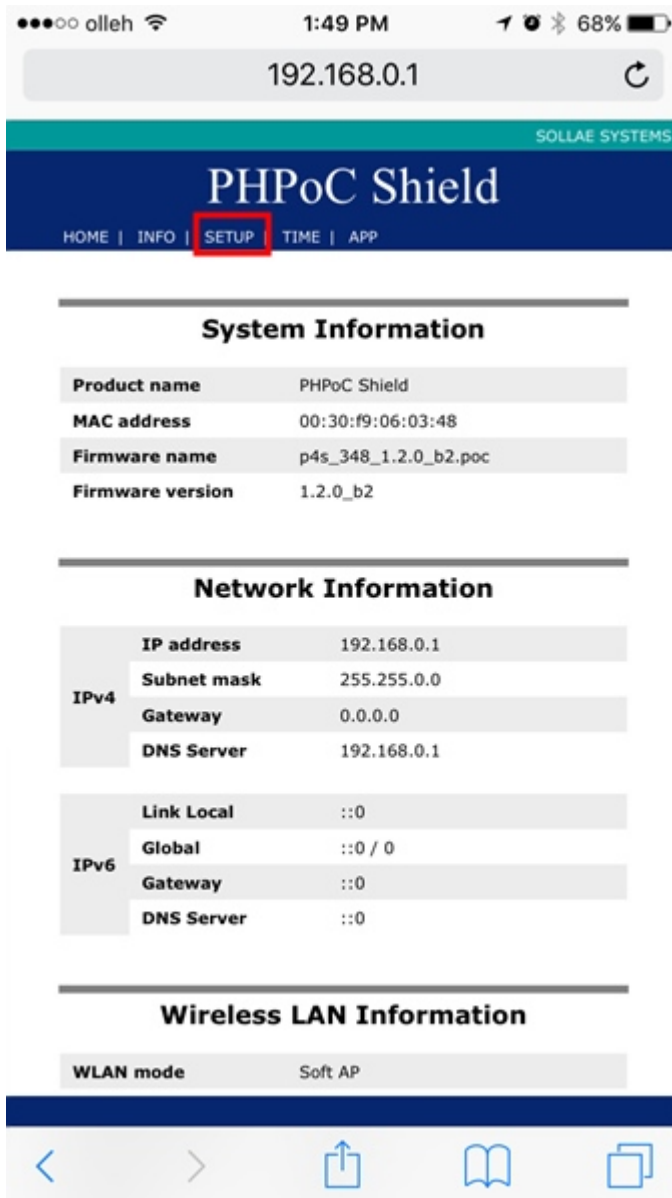 olleh 1:49 PM 68%
192.168.0.1
SOLLAE SYSTEMS
PHPoC Shield
HOME | INFO | SETUP | TIME | APP
System Information
Product name PHPoC Shield
MAC address 00:30:f9:06:03:48
Firmware name p4s_348_1.2.0_b2.poc
Firmware version 1.2.0_b2
Network Information
IPv4
IP address 192.168.0.1
Subnet mask 255.255.0.0
Gateway 0.0.0.0
DNS Server 192.168.0.1
IPv6
Link Local ::0
Global ::0 / 0
Gateway ::0
DNS Server ::0
Wireless LAN Information
WLAN mode Soft AP